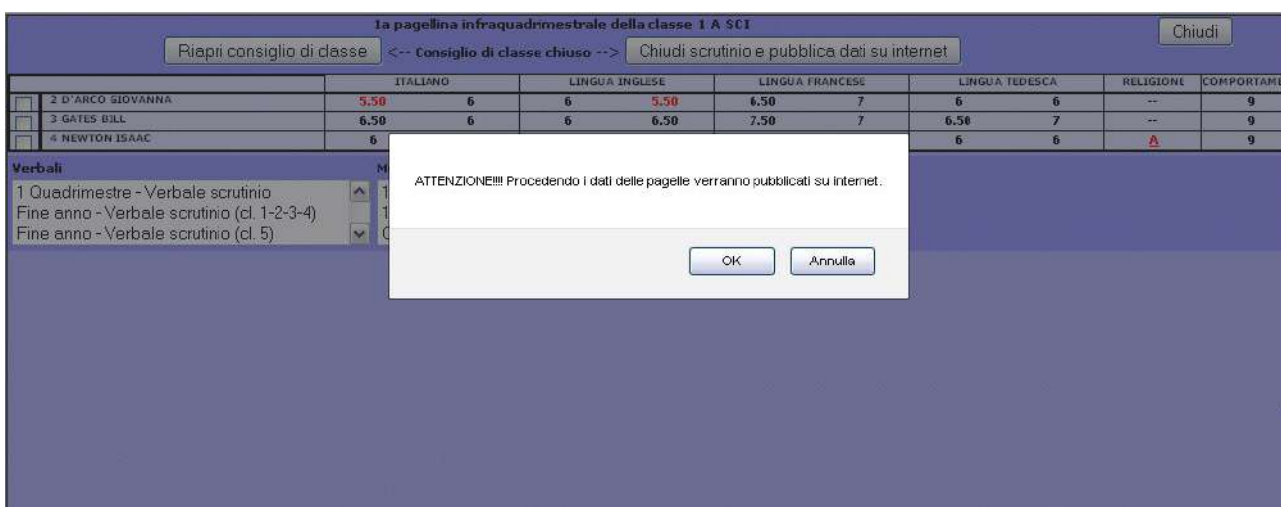 1a pagellina infraquadrimestrale della classe 1 A SCI
Chiudi
Riapri consiglio di classe <-- Consiglio di classe chiuso --> Chiudi scrutinio e pubblica dati su internet
ITALIANO LINGUA INGLESE LINGUA FRANCESE LINGUA TEDESCA RELIGIONE COMPORTAME
2 D'ARCO GIOVANNA 5.50 6 6 5.50 6.50 7 6 6 -- 9
3 GATES BILL 6.50 6 6 6.50 7.50 7 6.50 7 -- 9
4 NEWTON ISAAC 6 6 6 A 9
Verbali
1 Quadrimestre - Verbale scrutinio
Fine anno - Verbale scrutinio (cl. 1-2-3-4)
Fine anno - Verbale scrutinio (cl. 5)
ATTENZIONE!!!! Procedendo i dati delle pagelle verranno pubblicati su internet.
OK Annulla